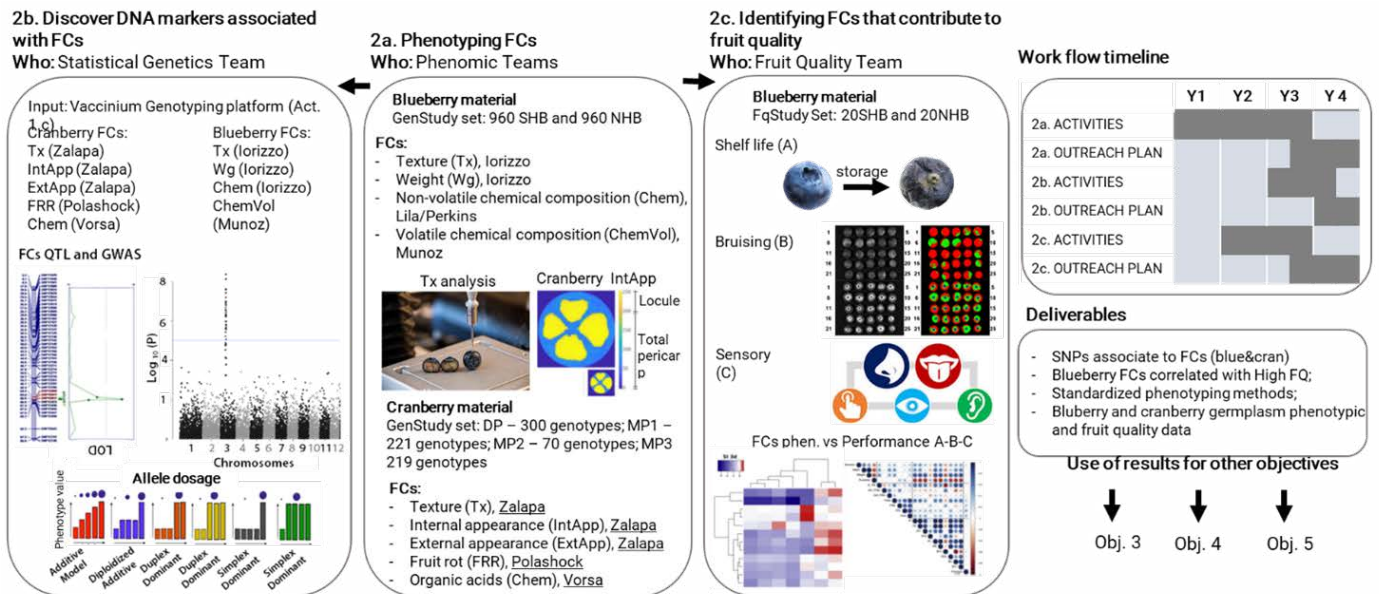 2b. Discover DNA markers associated
with FCs
Who: Statistical Genetics Team
Input: Vaccinium Genotyping platform (Act.
1.c)
Cranberry FCs:
Tx (Zalapa)
IntApp (Zalapa)
ExtApp (Zalapa)
FRR (Polashock)
Chem (Vorsa)
Blueberry FCs:
Tx (Iorizzo)
Wg (Iorizzo)
Chem (Iorizzo)
ChemVol
(Munoz)
FCs QTL and GWAS
LOD
Log 10 (P)
8
6
4
1
1 2 3 4 5 6 7 8 9 10 11 12
Chromosomes
Allele dosage
Phenotype value
Additive
Model
Diploidized
Additive
Duplex
Dominant
Duplex
Dominant
Simplex
Dominant
Simplex
Dominant
2a. Phenotyping FCs
Who: Phenomic Teams
Blueberry material
GenStudy set: 960 SHB and 960 NHB
FCs:
- Texture (Tx), Iorizzo
- Weight (Wg), Iorizzo
- Non-volatile chemical composition (Chem),
Lila/Perkins
- Volatile chemical composition (ChemVol),
Munoz
Tx analysis
Cranberry IntApp
Locule
Total
pericar
p
Cranberry material
GenStudy set: DP – 300 genotypes; MP1 –
221 genotypes; MP2 – 70 genotypes; MP3
219 genotypes
FCs:
- Texture (Tx), Zalapa
- Internal appearance (IntApp), Zalapa
- External appearance (ExtApp), Zalapa
- Fruit rot (FRR), Polashock
- Organic acids (Chem), Vorsa
2c. Identifying FCs that contribute to
fruit quality
Who: Fruit Quality Team
Blueberry material
FqStudy Set: 20SHB and 20NHB
Shelf life (A)
storage
Bruising (B)
Sensory
(C)
FCs phen. vs Performance A-B-C
Work flow timeline
Y1 Y2 Y3 Y 4
2a. ACTIVITIES
2a. OUTREACH PLAN
2b. ACTIVITIES
2b. OUTREACH PLAN
2c. ACTIVITIES
2c. OUTREACH PLAN
Deliverables
- SNPs associate to FCs (blue&cran)
- Blueberry FCs correlated with High FQ;
- Standardized phenotyping methods;
- Bluberry and cranberry germplasm phenotypic
and fruit quality data
Use of results for other objectives
Obj. 3
Obj. 4
Obj. 5